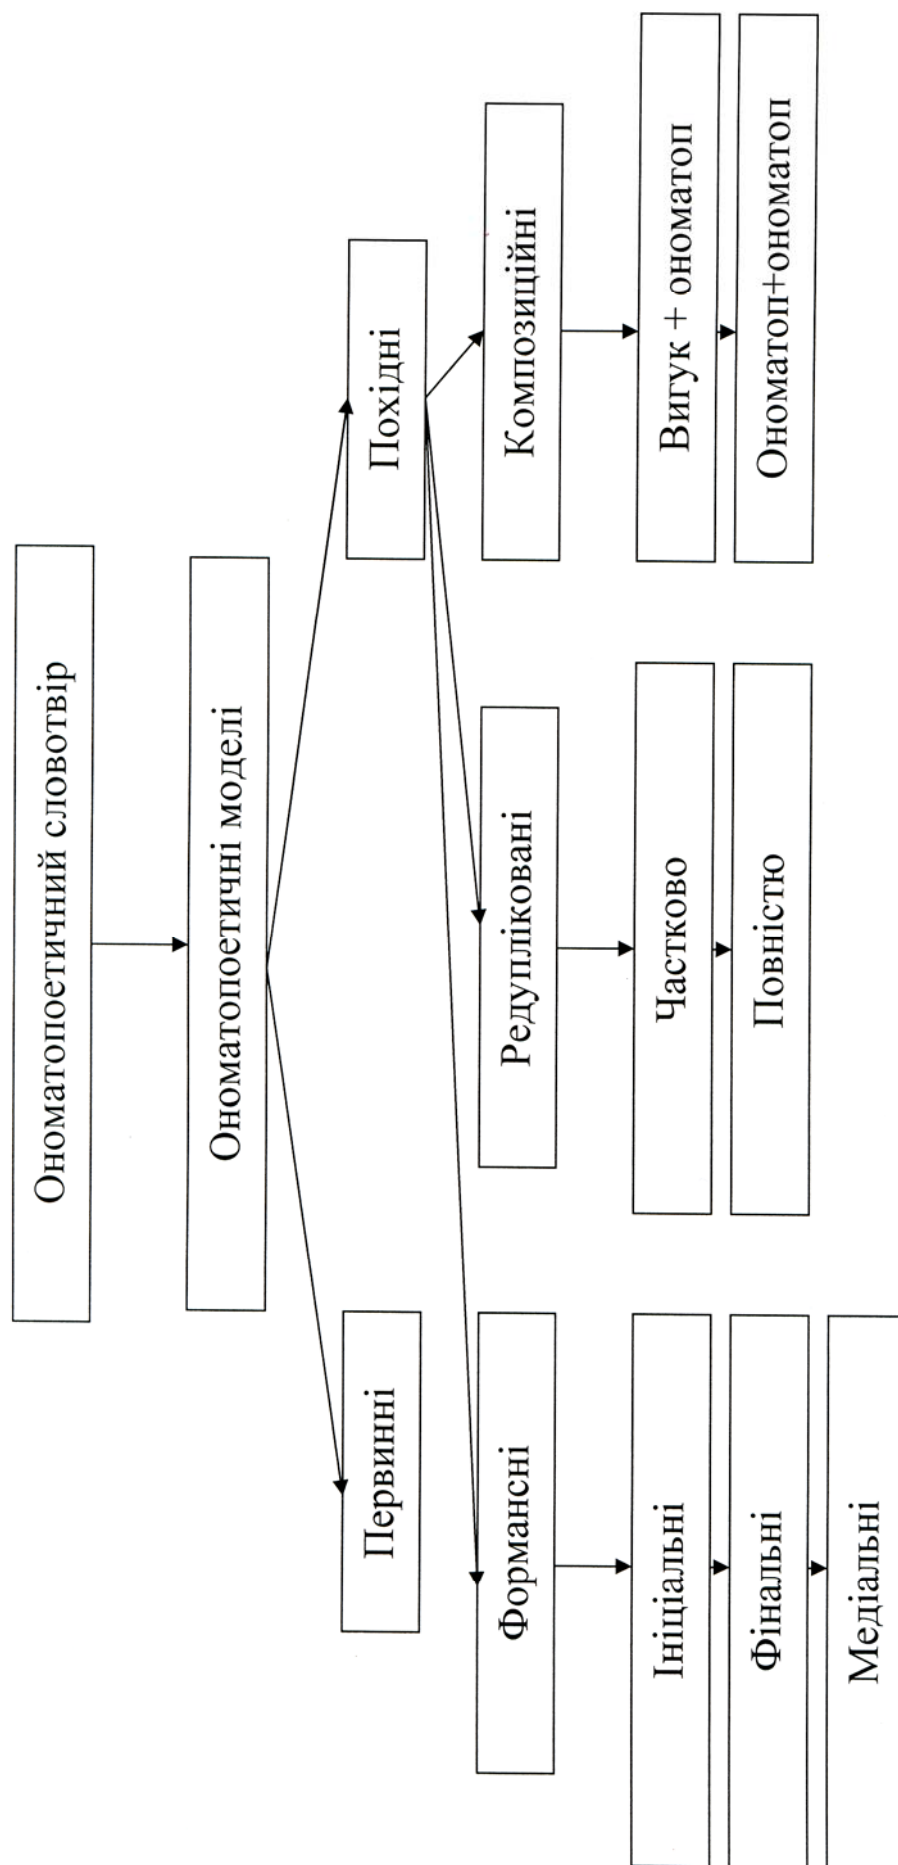 Ономатопоетичний словотвір
Ономатопоетичні моделі
Первинні
Похідні
Формансні
Редупліковані
Композиційні
Ініціальні
Частково
Вигук + ономатоп
Фінальні
Повністю
Ономатоп+ономатоп
Медіальні